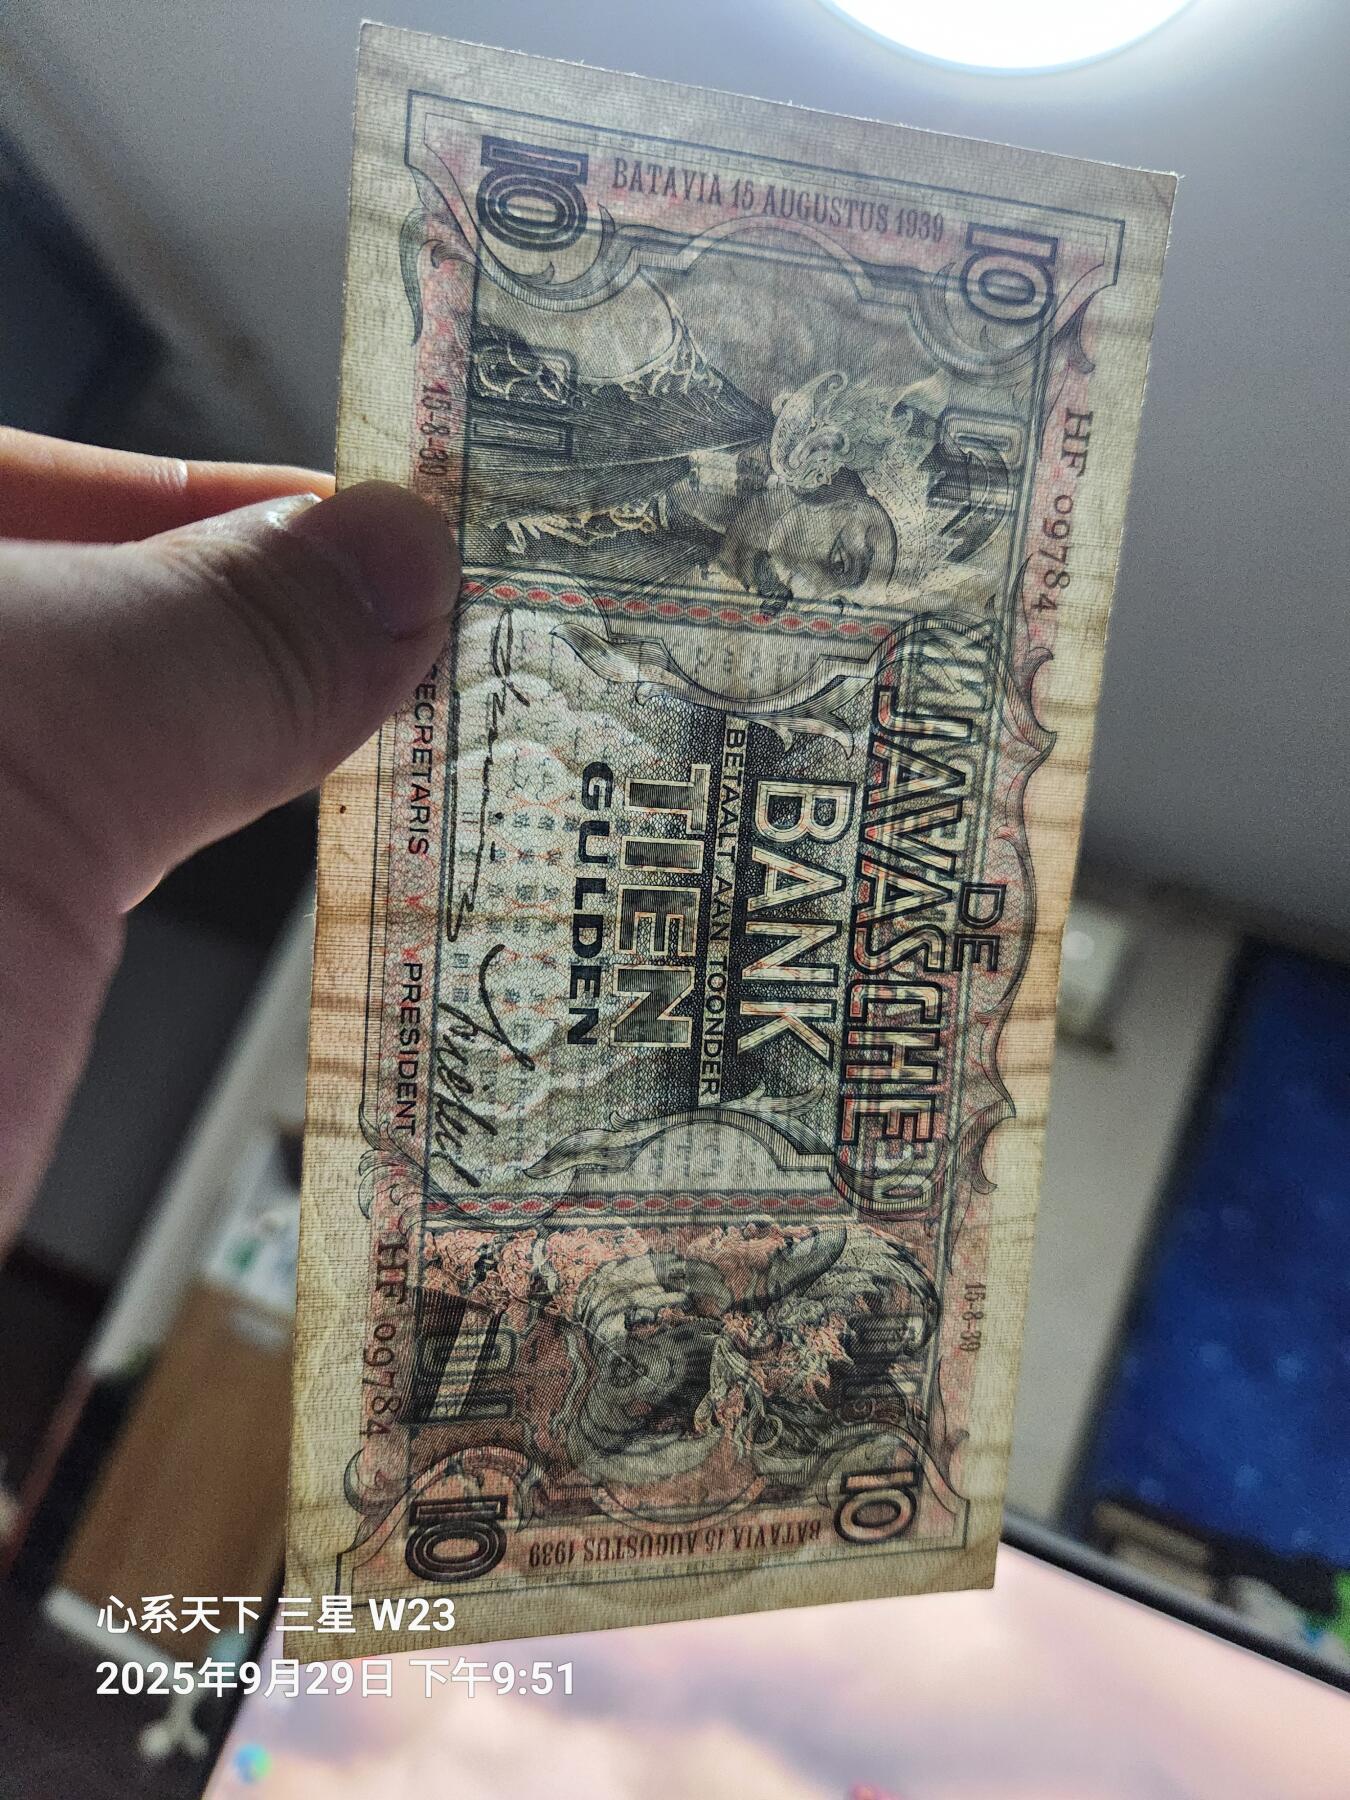 10
BATAVIA 15 AUGUSTUS 1939
10
HF 09784
15-8-39
DE
JAVASCHE
BANK
BETAALT AAN TOONDER
TIEN
GULDEN
SECRETARIS
PRESIDENT
HF 09784
15-8-39
10
BATAVIA 15 AUGUSTUS 1939
10
心系天下 三星 W23
2025年9月29日 下午9:51